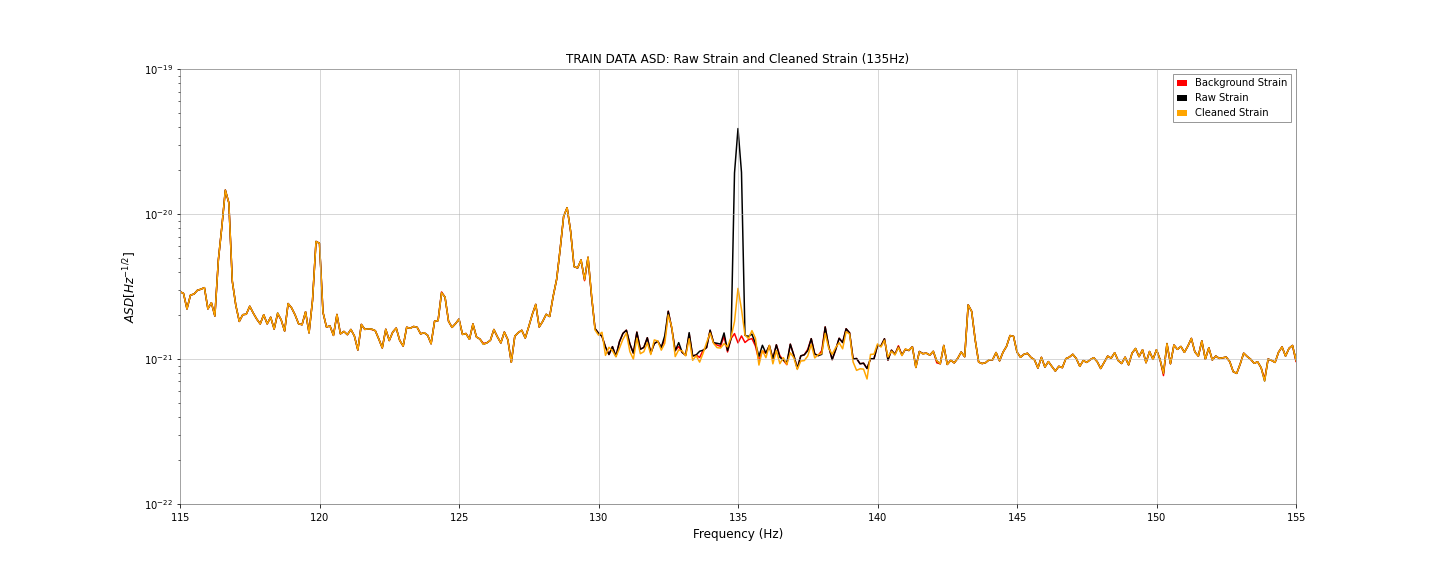 TRAIN DATA ASD: Raw Strain and Cleaned Strain (135Hz)
10⁻¹⁹
10⁻²⁰
10⁻²¹
10⁻²²
ASD[Hz⁻¹/²]
Background Strain
Raw Strain
Cleaned Strain
115 120 125 130 135 140 145 150 155
Frequency (Hz)